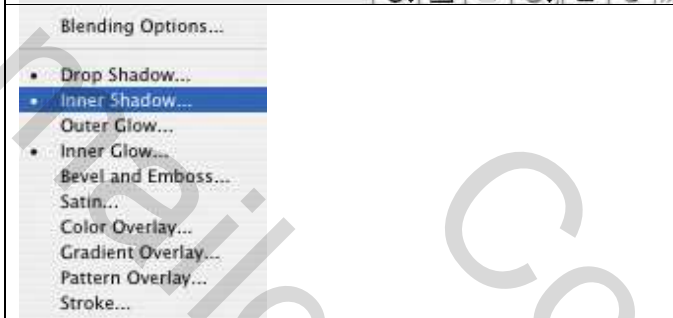 Blending Options...
• Drop Shadow...
• Inner Shadow...
Outer Glow...
• Inner Glow...
Bevel and Emboss...
Satin...
Color Overlay...
Gradient Overlay...
Pattern Overlay...
Stroke...